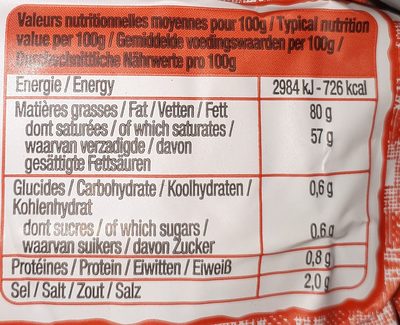 Valeurs nutritionnelles moyennes pour 100g / Typical nutrition
value per 100g / Gemiddelde voedingswaarden per 100g /
Durchschnittliche Nährwerte pro 100g
Energie / Energy 2984 kJ - 726 kcal
Matières grasses / Fat / Vetten / Fett 80 g
dont saturées / of which saturates / 57 g
waarvan verzadigde / davon
gesättigte Fettsäuren
Glucides / Carbohydrate / Koolhydraten / 0,6 g
Kohlenhydrat
dont sucres / of which sugars / 0,6 g
waarvan suikers / davon Zucker
Protéines / Protein / Eiwitten / Eiweiß 0,8 g
Sel / Salt / Zout / Salz 2,0 g